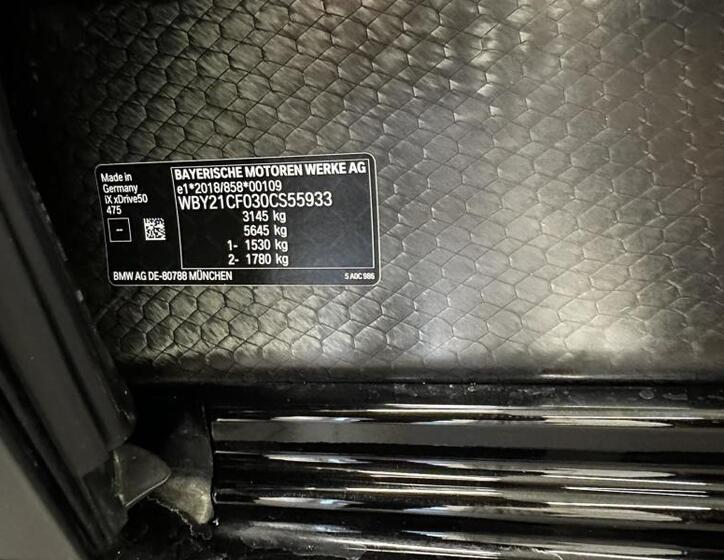 Made in
Germany
iX xDrive50
475
--
BMW AG DE-80788 MÜNCHEN
BAYERISCHE MOTOREN WERKE AG
e1*2018/858*00109
WBY21CF030CS55933
3145 kg
5645 kg
1- 1530 kg
2- 1780 kg
5 A0C 986